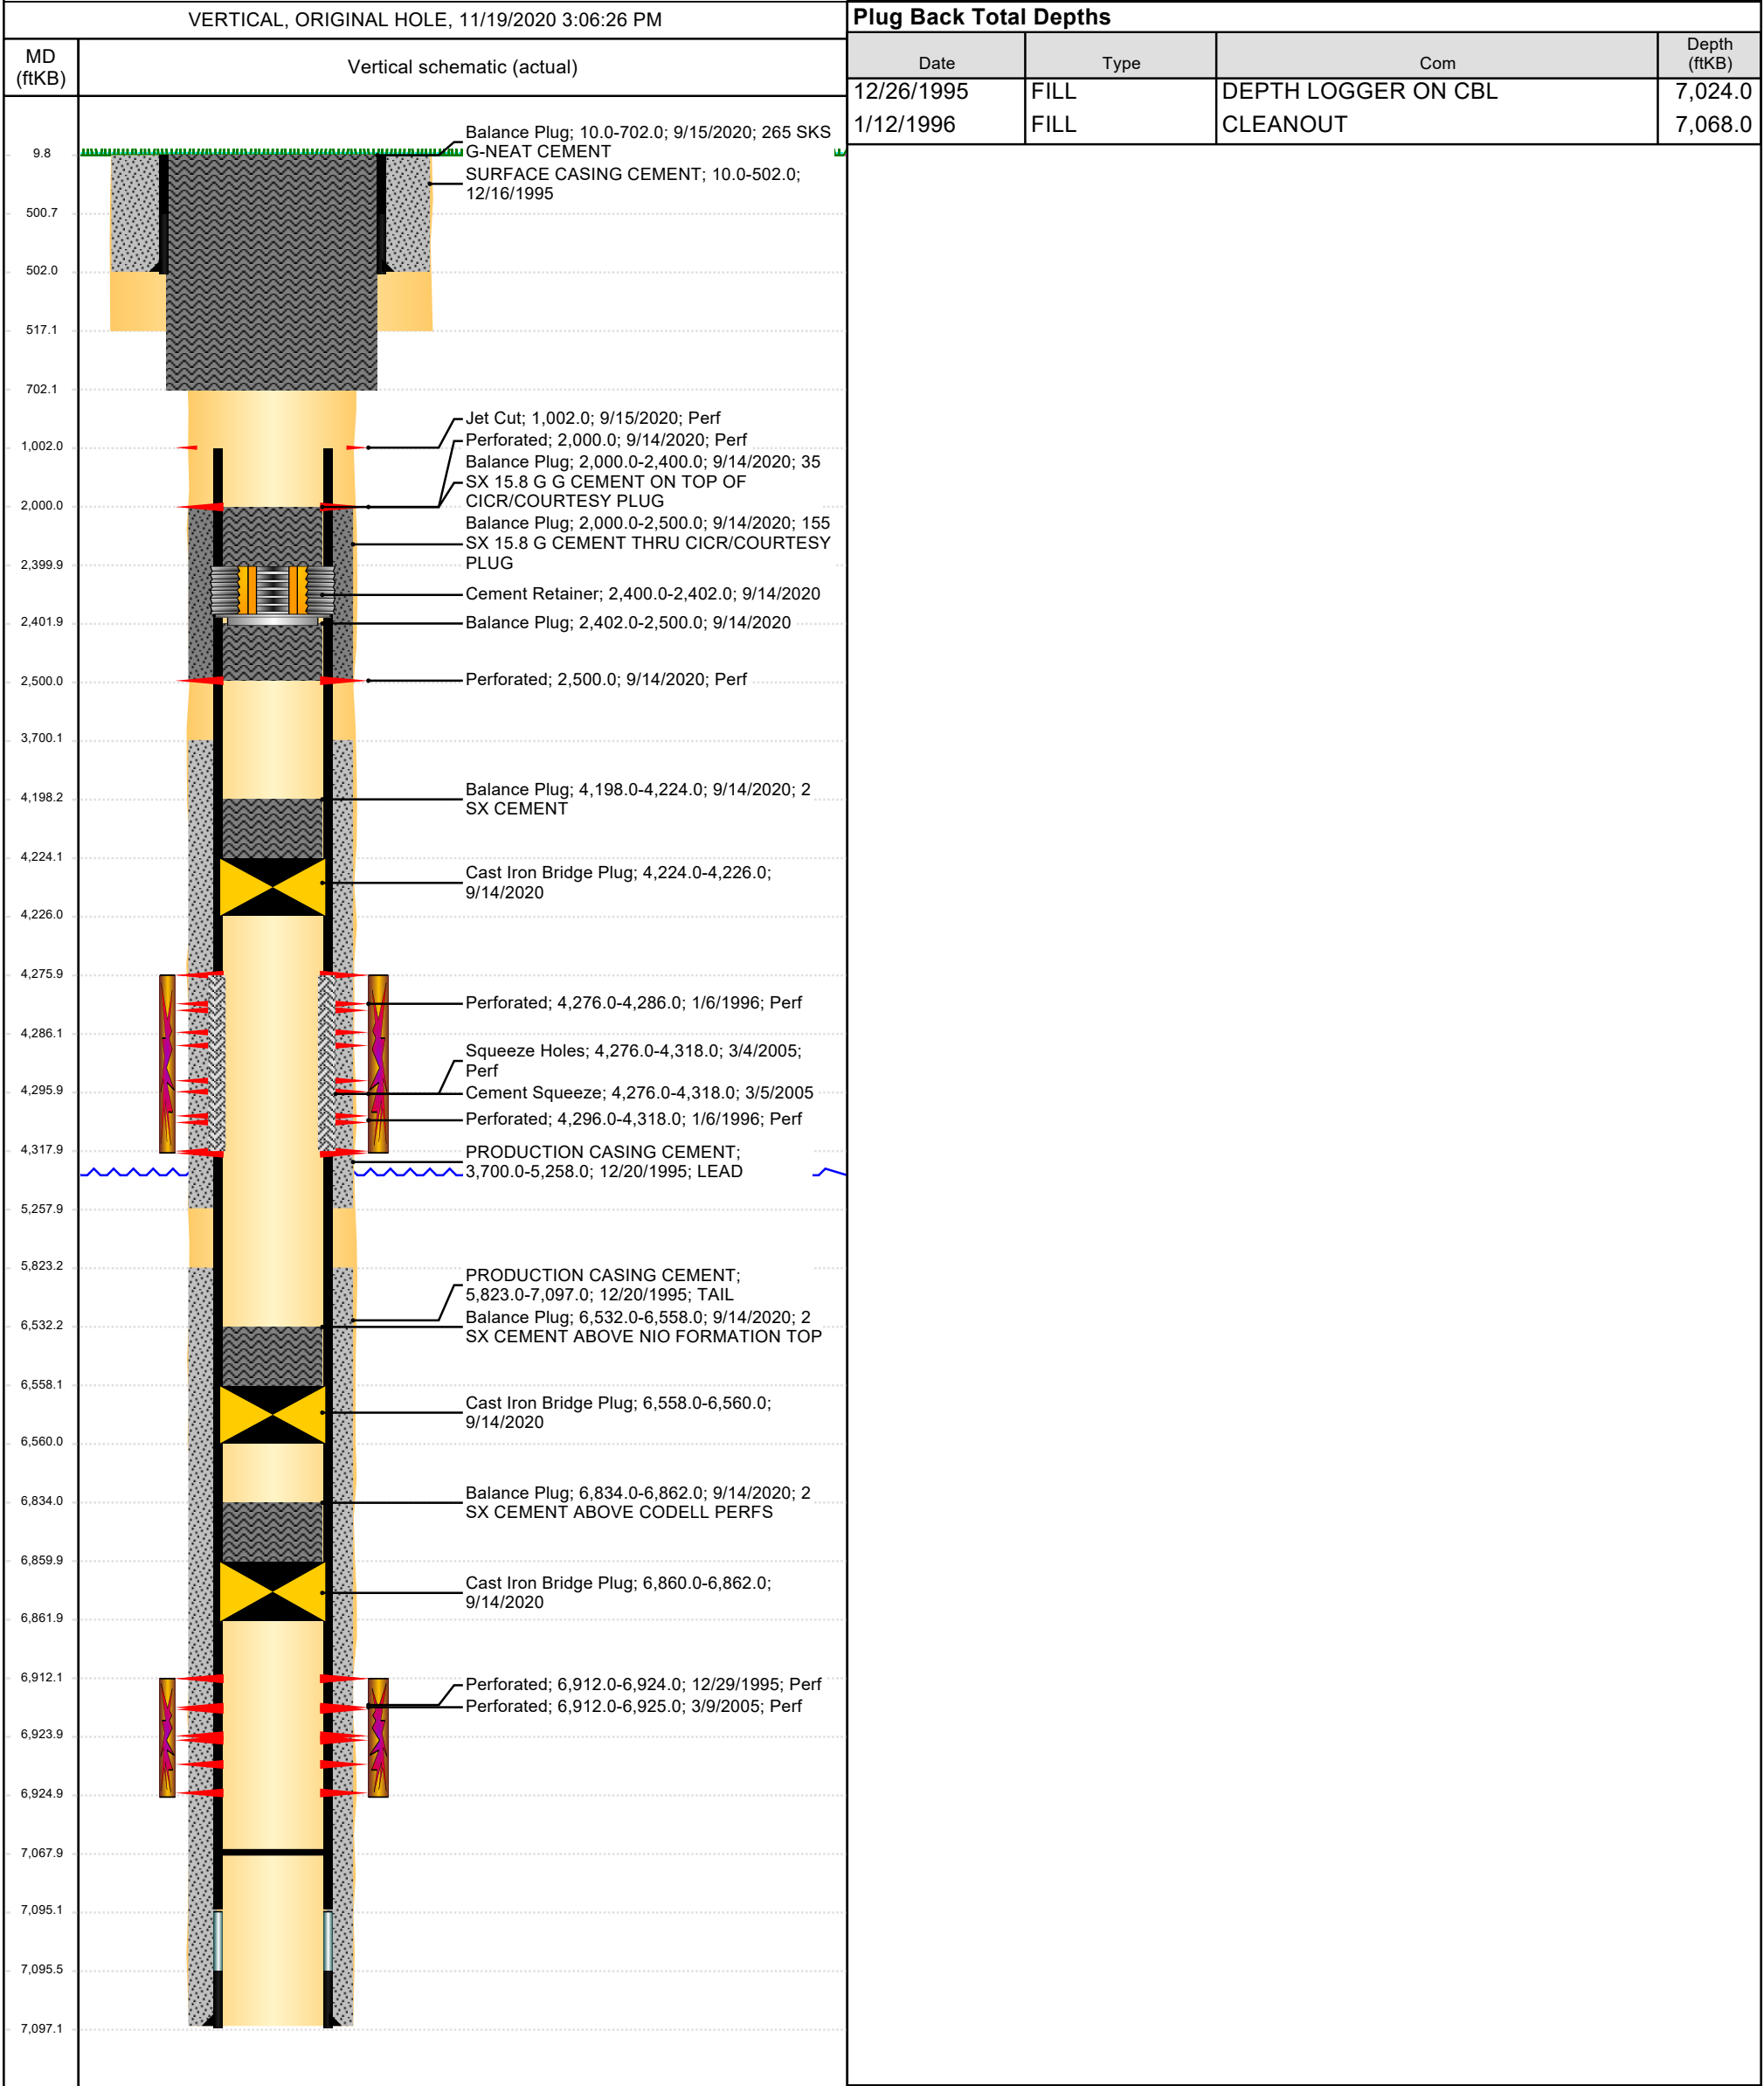 VERTICAL, ORIGINAL HOLE, 11/19/2020 3:06:26 PM
MD
(ftKB)
Vertical schematic (actual)
9.8
500.7
502.0
517.1
702.1
1,002.0
2,000.0
2,399.9
2,401.9
2,500.0
3,700.1
4,198.2
4,224.1
4,226.0
4,275.9
4,286.1
4,295.9
4,317.9
5,257.9
5,823.2
6,532.2
6,558.1
6,560.0
6,834.0
6,859.9
6,861.9
6,912.1
6,923.9
6,924.9
7,067.9
7,095.1
7,095.5
7,097.1
Balance Plug; 10.0-702.0; 9/15/2020; 265 SKS
G-NEAT CEMENT
SURFACE CASING CEMENT; 10.0-502.0;
12/16/1995
Jet Cut; 1,002.0; 9/15/2020; Perf
Perforated; 2,000.0; 9/14/2020; Perf
Balance Plug; 2,000.0-2,400.0; 9/14/2020; 35
SX 15.8 G G CEMENT ON TOP OF
CICR/COURTESY PLUG
Balance Plug; 2,000.0-2,500.0; 9/14/2020; 155
SX 15.8 G CEMENT THRU CICR/COURTESY
PLUG
Cement Retainer; 2,400.0-2,402.0; 9/14/2020
Balance Plug; 2,402.0-2,500.0; 9/14/2020
Perforated; 2,500.0; 9/14/2020; Perf
Balance Plug; 4,198.0-4,224.0; 9/14/2020; 2
SX CEMENT
Cast Iron Bridge Plug; 4,224.0-4,226.0;
9/14/2020
Perforated; 4,276.0-4,286.0; 1/6/1996; Perf
Squeeze Holes; 4,276.0-4,318.0; 3/4/2005;
Perf
Cement Squeeze; 4,276.0-4,318.0; 3/5/2005
Perforated; 4,296.0-4,318.0; 1/6/1996; Perf
PRODUCTION CASING CEMENT;
3,700.0-5,258.0; 12/20/1995; LEAD
PRODUCTION CASING CEMENT;
5,823.0-7,097.0; 12/20/1995; TAIL
Balance Plug; 6,532.0-6,558.0; 9/14/2020; 2
SX CEMENT ABOVE NIO FORMATION TOP
Cast Iron Bridge Plug; 6,558.0-6,560.0;
9/14/2020
Balance Plug; 6,834.0-6,862.0; 9/14/2020; 2
SX CEMENT ABOVE CODELL PERFS
Cast Iron Bridge Plug; 6,860.0-6,862.0;
9/14/2020
Perforated; 6,912.0-6,924.0; 12/29/1995; Perf
Perforated; 6,912.0-6,925.0; 3/9/2005; Perf
Plug Back Total Depths
Date Type Com Depth
(ftKB)
12/26/1995 FILL DEPTH LOGGER ON CBL 7,024.0
1/12/1996 FILL CLEANOUT 7,068.0